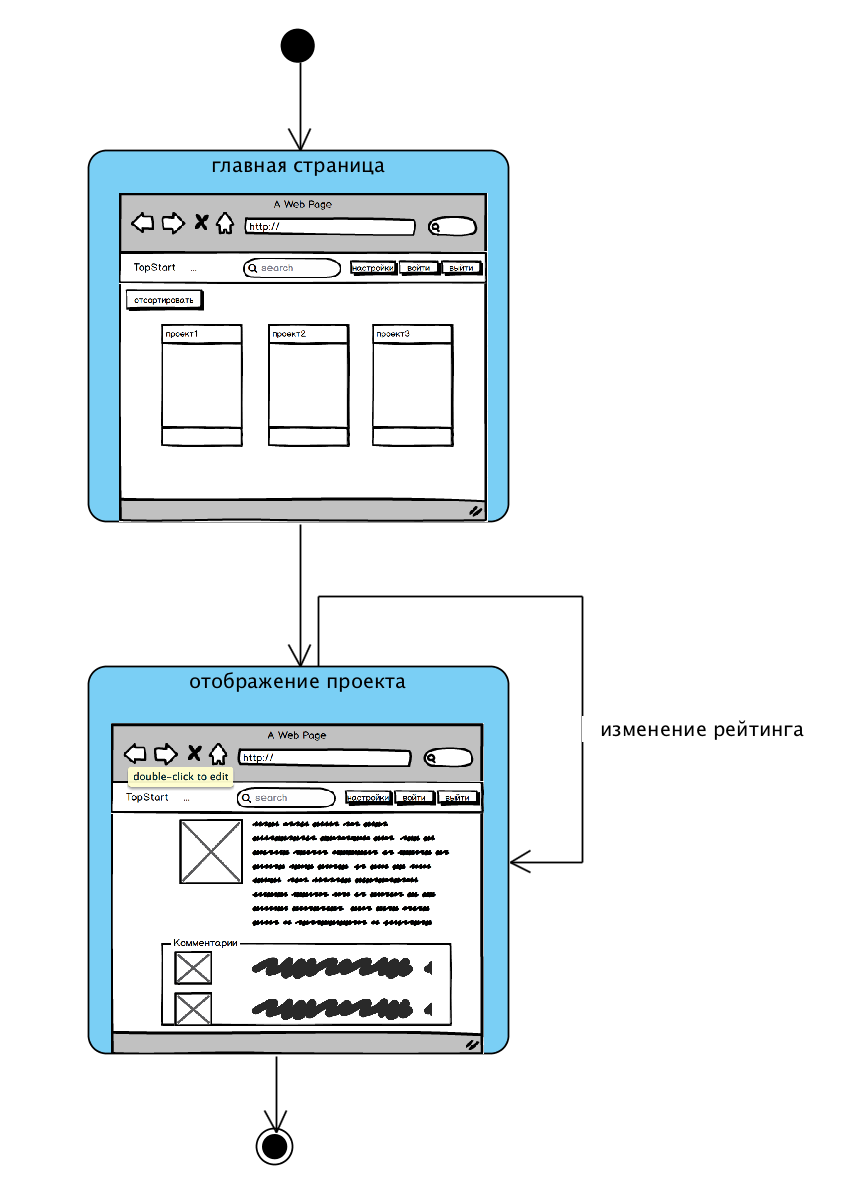 главная страница
A Web Page
http://
TopStart ... search настройки войти выйти
отсортировать
проект1 проект2 проект3
отображение проекта
изменение рейтинга
A Web Page
http://
double-click to edit
TopStart ... search настройки войти выйти
Комментарии